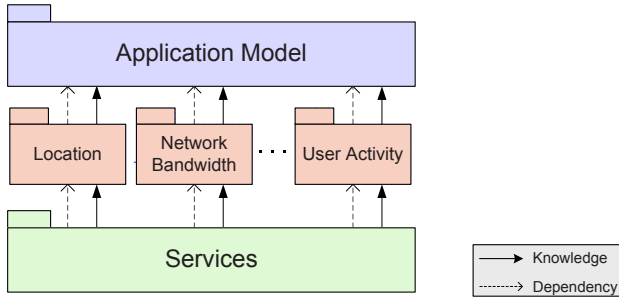 Application Model
Location
Network
Bandwidth
. . .
User Activity
Services
Knowledge
Dependency